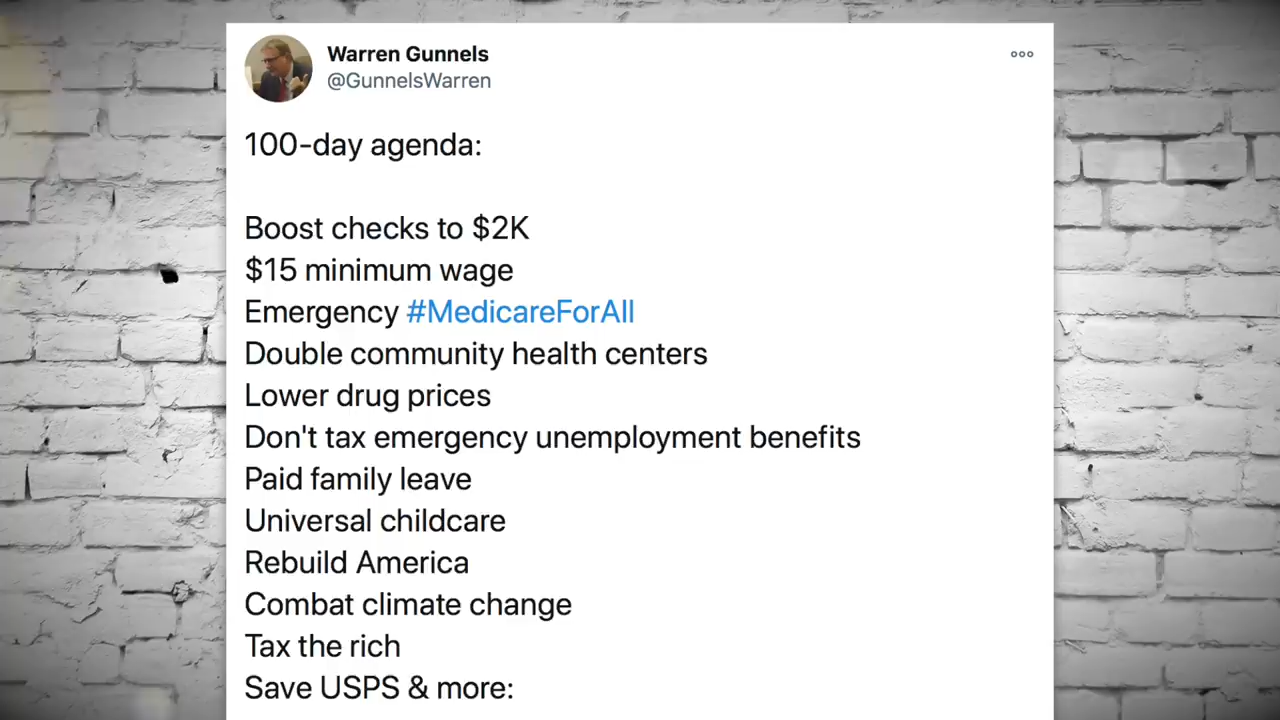 Warren Gunnels
@GunnelsWarren
100-day agenda:
Boost checks to $2K
$15 minimum wage
Emergency #MedicareForAll
Double community health centers
Lower drug prices
Don't tax emergency unemployment benefits
Paid family leave
Universal childcare
Rebuild America
Combat climate change
Tax the rich
Save USPS & more: